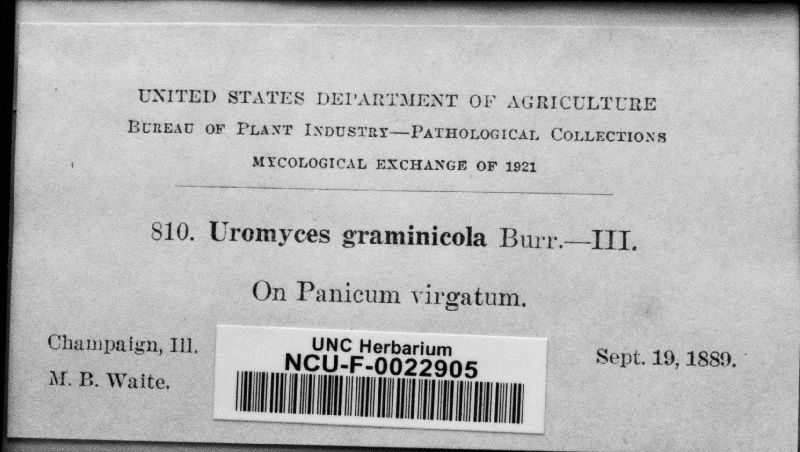 UNITED STATES DEPARTMENT OF AGRICULTURE
BUREAU OF PLANT INDUSTRY—PATHOLOGICAL COLLECTIONS
MYCOLOGICAL EXCHANGE OF 1921
810. Uromyces graminicola Burr.—III.
On Panicum virgatum.
Champaign, Ill.
M. B. Waite.
Sept. 19, 1889.
UNC Herbarium
NCU-F-0022905